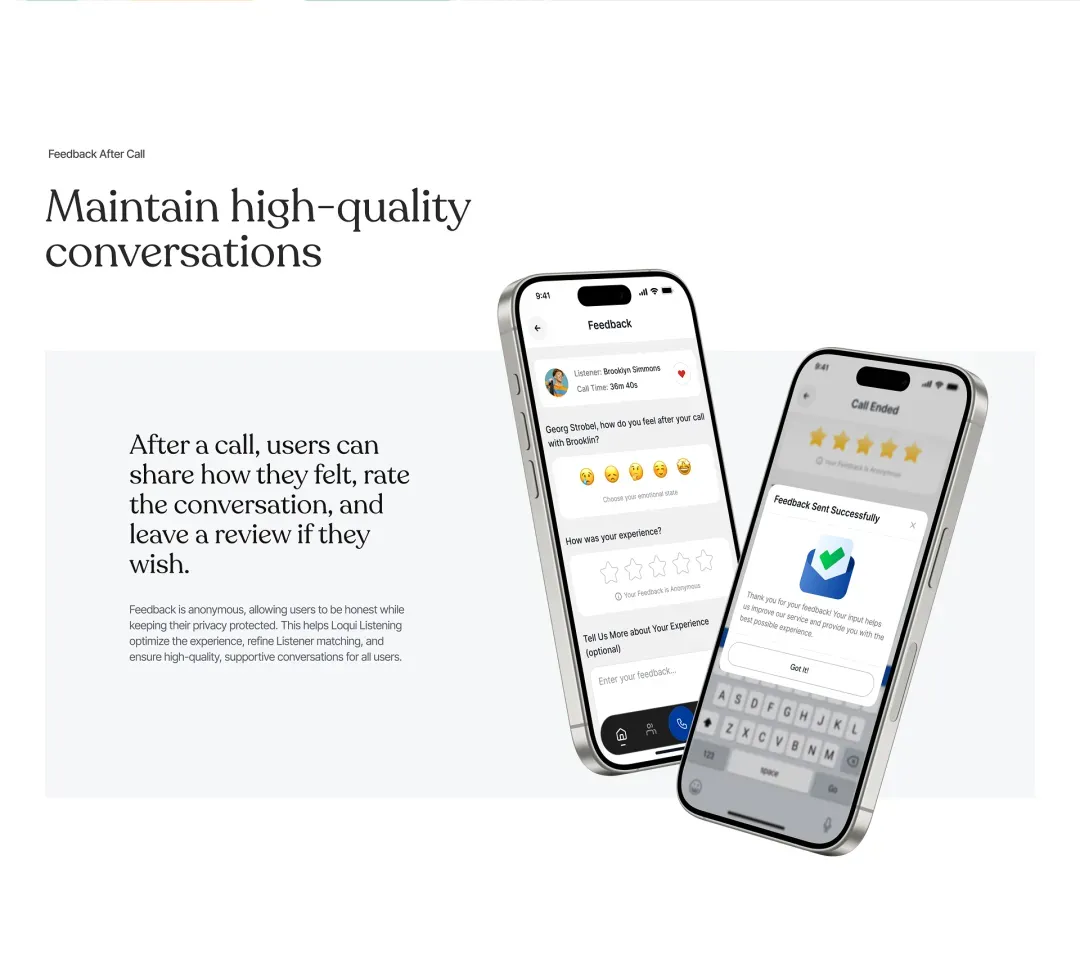 Feedback After Call
Maintain high-quality
conversations
After a call, users can
share how they felt, rate
the conversation, and
leave a review if they
wish.
Feedback is anonymous, allowing users to be honest while
keeping their privacy protected. This helps Loqui Listening
optimize the experience, refine Listener matching, and
ensure high-quality, supportive conversations for all users.
9:41
Feedback
Listener: Brooklyn Simmons
Call Time: 36m 40s
Georg Strobel, how do you feel after your call
with Brooklin?
Choose your emotional state
How was your experience?
Your Feedback is Anonymous
Tell Us More about Your Experience
(optional)
Enter your feedback...
9:41
Call Ended
Your Feedback is Anonymous
Feedback Sent Successfully
Thank you for your feedback! Your input helps
us improve our service and provide you with the
best possible experience.
Got It!
A S D F G H J K L
Z X C V B N M
123
space
Go